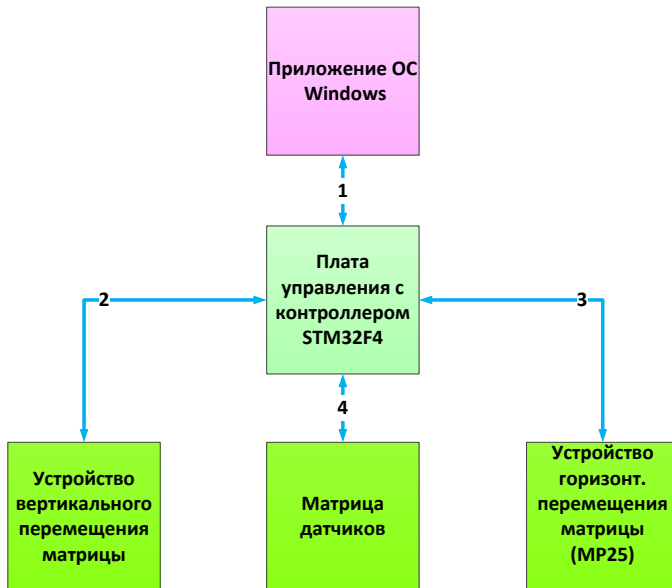 Приложение ОС
Windows
1
Плата
управления с
контроллером
STM32F4
2
3
4
Устройство
вертикального
перемещения
матрицы
Матрица
датчиков
Устройство
горизонт.
перемещения
матрицы
(MP25)